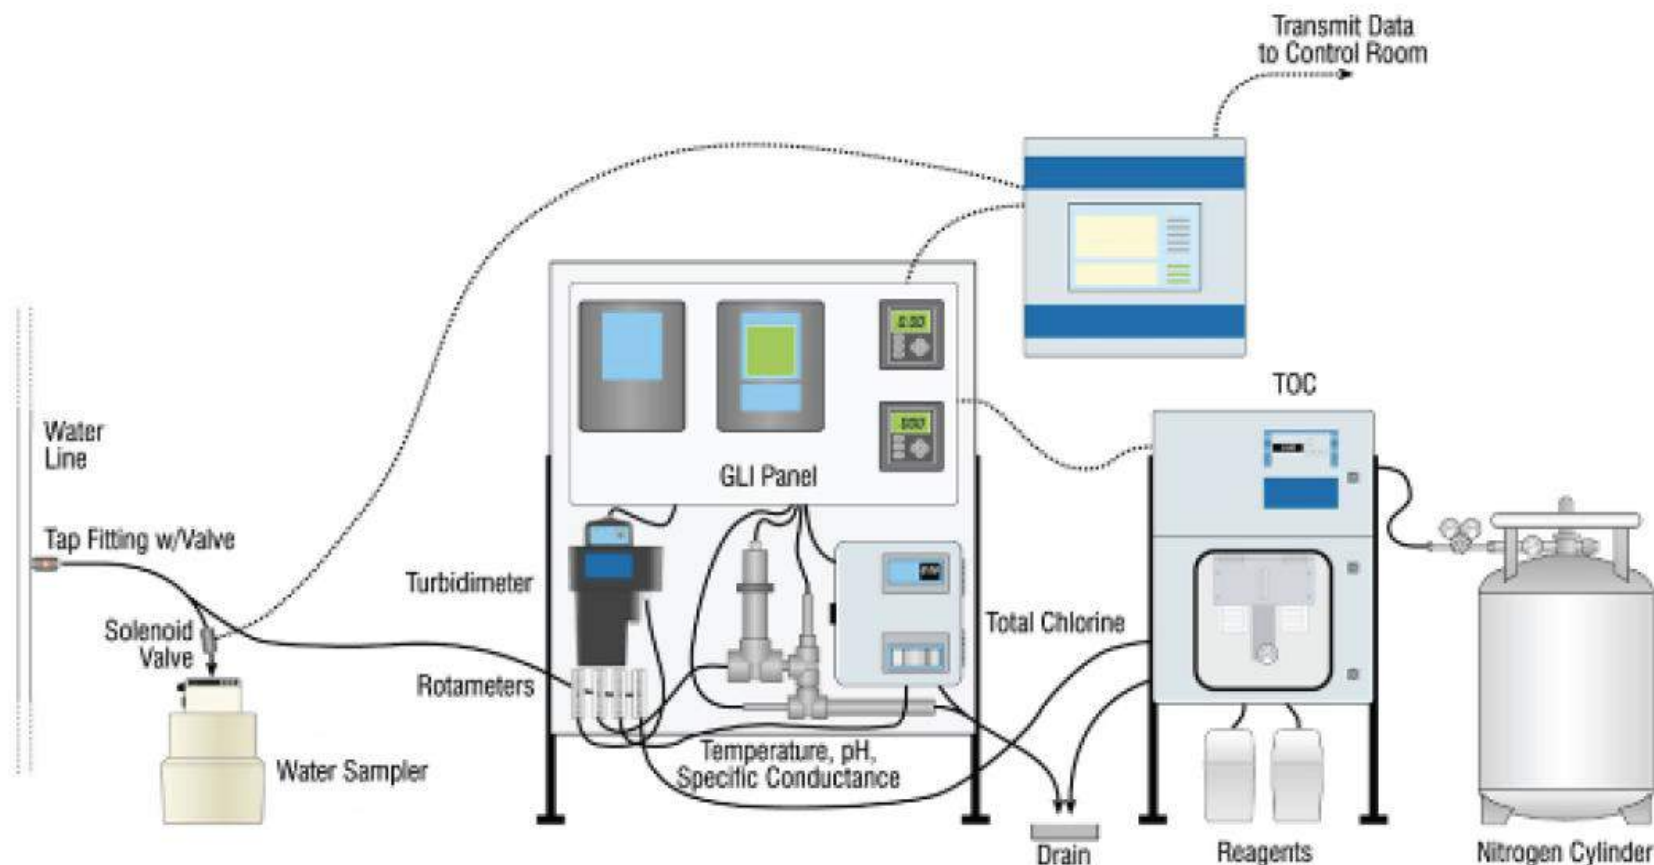 Transmit Data
to Control Room
TOC
Water
Line
GLI Panel
Tap Fitting w/Valve
Turbidimeter
Solenoid
Valve
Total Chlorine
Rotameters
Temperature, pH,
Specific Conductance
Water Sampler
Drain
Reagents
Nitrogen Cylinder